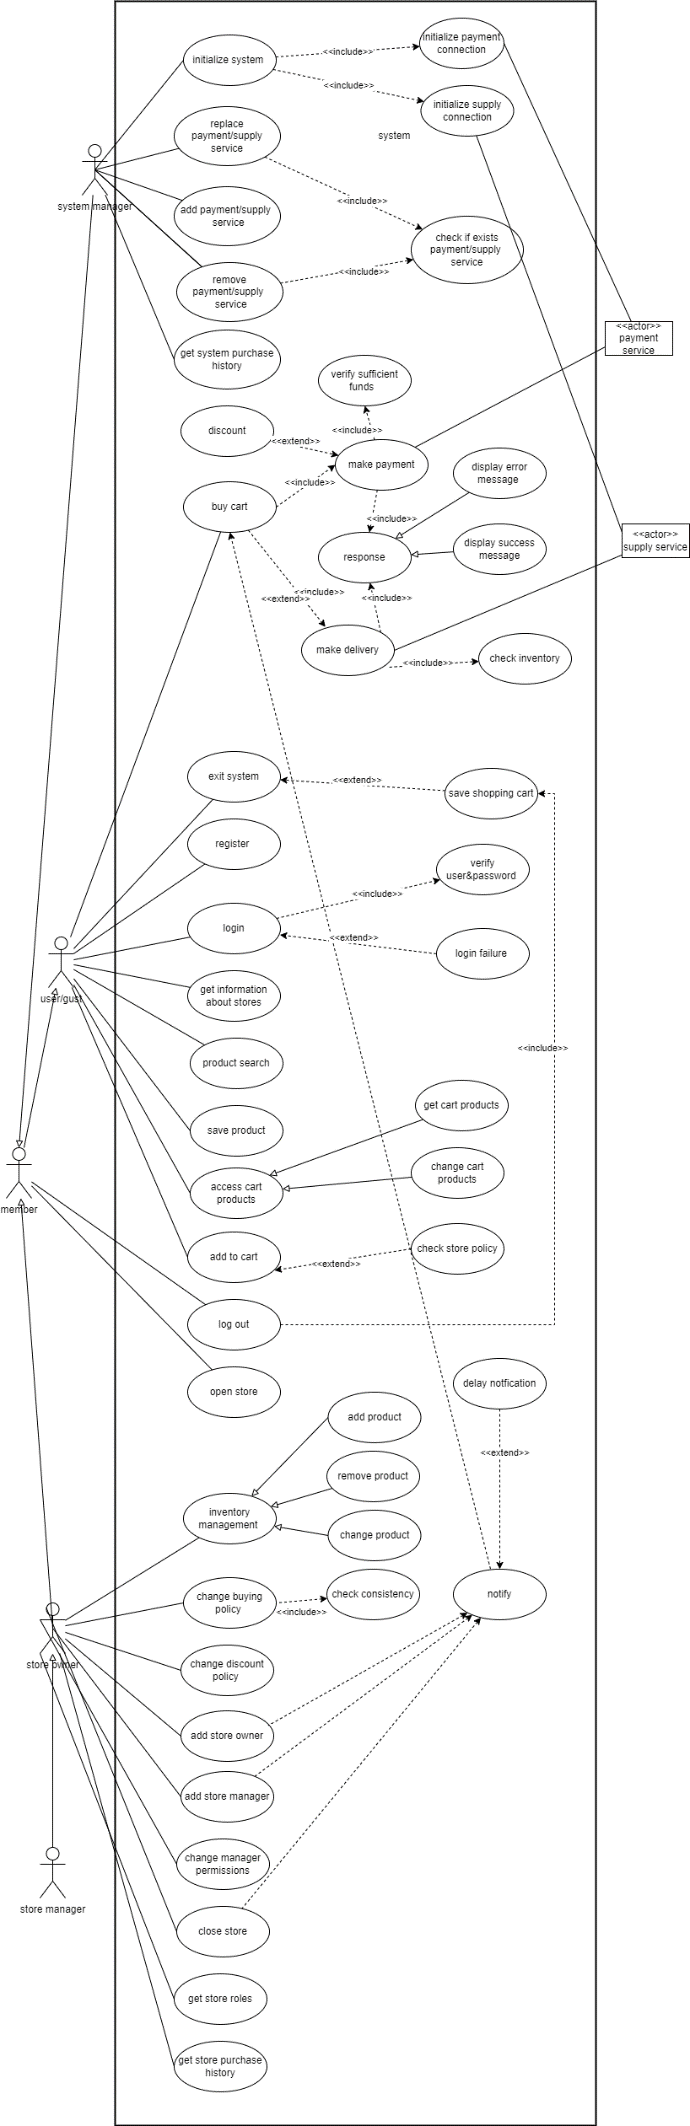 initialize system
<<include>>
initialize payment
connection
<<include>>
initialize supply
connection
system
replace
payment/supply
service
system manager
add payment/supply
service
<<include>>
check if exists
payment/supply
service
remove
payment/supply
service
<<include>>
get system purchase
history
<<actor>>
payment
service
verify sufficient
funds
discount
<<extend>>
<<include>>
make payment
display error
message
buy cart
<<include>>
<<include>>
display success
message
response
<<actor>>
supply service
<<include>>
<<extend>>
<<include>>
make delivery
<<include>>
check inventory
exit system
<<extend>>
save shopping cart
register
verify
user&password
<<include>>
login
<<extend>>
login failure
user/gust
get information
about stores
<<include>>
product search
get cart products
save product
change cart
products
access cart
products
member
add to cart
<<extend>>
check store policy
log out
open store
delay notfication
add product
<<extend>>
remove product
inventory
management
change product
change buying
policy
<<include>>
check consistency
notify
store owner
change discount
policy
add store owner
add store manager
change manager
permissions
store manager
close store
get store roles
get store purchase
history